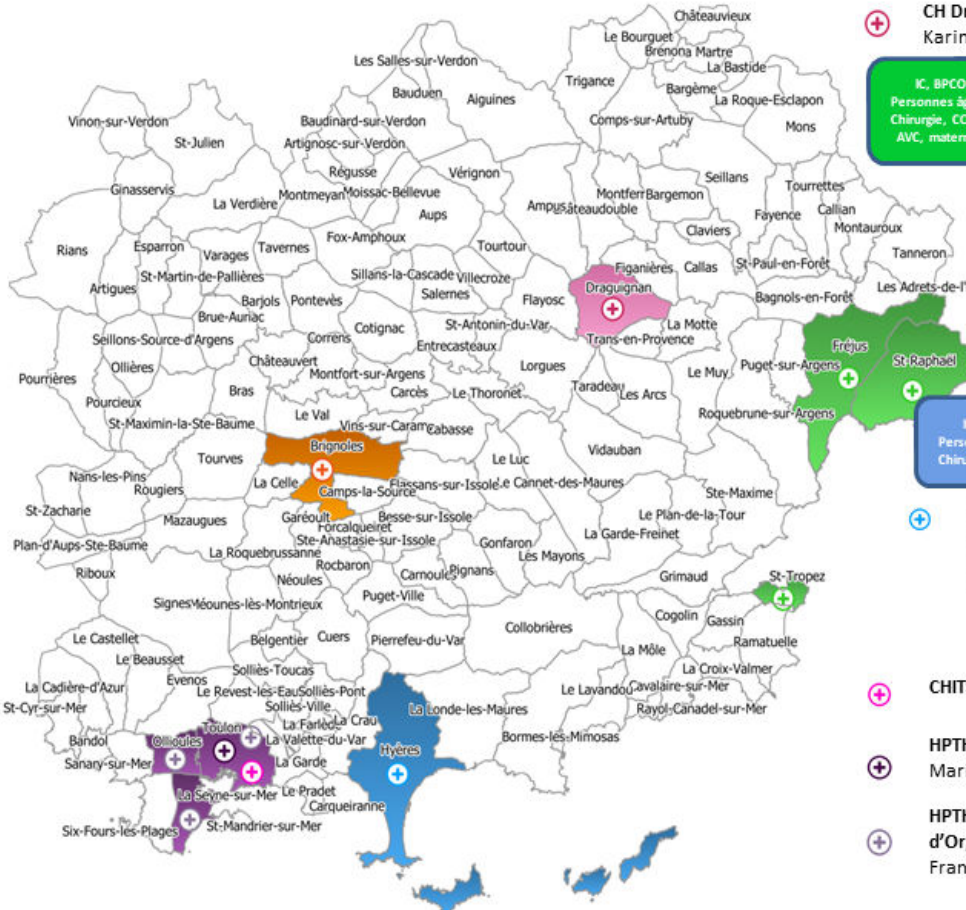 Châteauvieux
Le Bourguet
Brenon
La Martre
Les Salles-sur-Verdon
La Bastide
Trigance
Bauduen
Aiguines
Bargème
La Roque-Esclapon
Vinon-sur-Verdon
Baudinard-sur-Verdon
Comps-sur-Artuby
Mons
St-Julien
Artignosc-sur-Verdon
Régusse
Vérignon
Seillans
Ginasservis
Montmeyan
Moissac-Bellevue
Montferrat
Bargemon
Tourrettes
La Verdière
Ampus
Châteaudouble
Aups
Fayence
Callian
Claviers
Montauroux
Fox-Amphoux
Rians
Esparron
Varages
Tavernes
Tourtour
Tanneron
St-Paul-en-Forêt
St-Martin-de-Pallières
Sillans-la-Cascade
Villecroze
Figanières
Callas
Artigues
Salernes
Flayosc
Draguignan
Les Adrets-de-l'
Barjols
Pontevès
Bagnols-en-Forêt
Brue-Auriac
Cotignac
St-Antonin-du-Var
La Motte
Seillons-Source-d'Argens
Correns
Entrecasteaux
Trans-en-Provence
Fréjus
Ollières
Châteauvert
Lorgues
Puget-sur-Argens
St-Raphaël
Pourrières
Montfort-sur-Argens
Le Muy
Bras
Carcès
Le Thoronet
Taradeau
Les Arcs
Pourcieux
Le Val
Roquebrune-sur-Argens
St-Maximin-la-Ste-Baume
Vins-sur-Caramy
Cabasse
Brignoles
Vidauban
Tourves
Le Luc
Nans-les-Pins
La Celle
Camps-la-Source
Flassans-sur-Issole
Le Cannet-des-Maures
Rougiers
Ste-Maxime
St-Zacharie
Garéoult
Besse-sur-Issole
Le Plan-de-la-Tour
Mazaugues
Forcalqueiret
La Garde-Freinet
Plan-d'Aups-Ste-Baume
Ste-Anastasie-sur-Issole
Gonfaron
La Roquebrussanne
Les Mayons
Rocbaron
Riboux
Néoules
Carnoules
Pignans
Grimaud
St-Tropez
Puget-Ville
Signes
Méounes-lès-Montrieux
Cogolin
Gassin
Collobrières
Le Castellet
Belgentier
Cuers
Pierrefeu-du-Var
Ramatuelle
La Môle
Le Beausset
Solliès-Toucas
La Croix-Valmer
Evenos
La Cadière-d'Azur
Le Revest-les-Eaux
Solliès-Pont
Le Lavandou
Cavalaire-sur-Mer
St-Cyr-sur-Mer
Solliès-Ville
La Londe-les-Maures
Rayol-Canadel-sur-Mer
La Farlède
La Crau
Toulon
Bandol
Ollioules
La Valette-du-Var
Bormes-les-Mimosas
Hyères
Sanary-sur-Mer
La Garde
La Seyne-sur-Mer
Le Pradet
Carqueiranne
Six-Fours-les-Plages
St-Mandrier-sur-Mer
CH Dr
Karin
IC, BPCO
Personnes âg
Chirurgie, CO
AVC, matern
I
Perso
Chiru
CHIT
HPTH
Mar
HPTH
d'Or
Fran